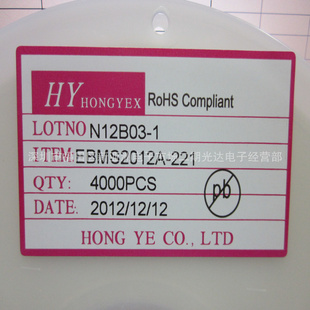 HY HONGYEX RoHS Compliant
LOTNO N12B03-1
ITEM EBMS2012A-221
QTY: 4000PCS
DATE: 2012/12/12
pb
HONG YE CO., LTD